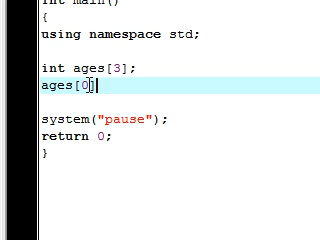 int main()
{
using namespace std;
int ages[3];
ages[0]
system("pause");
return 0;
}